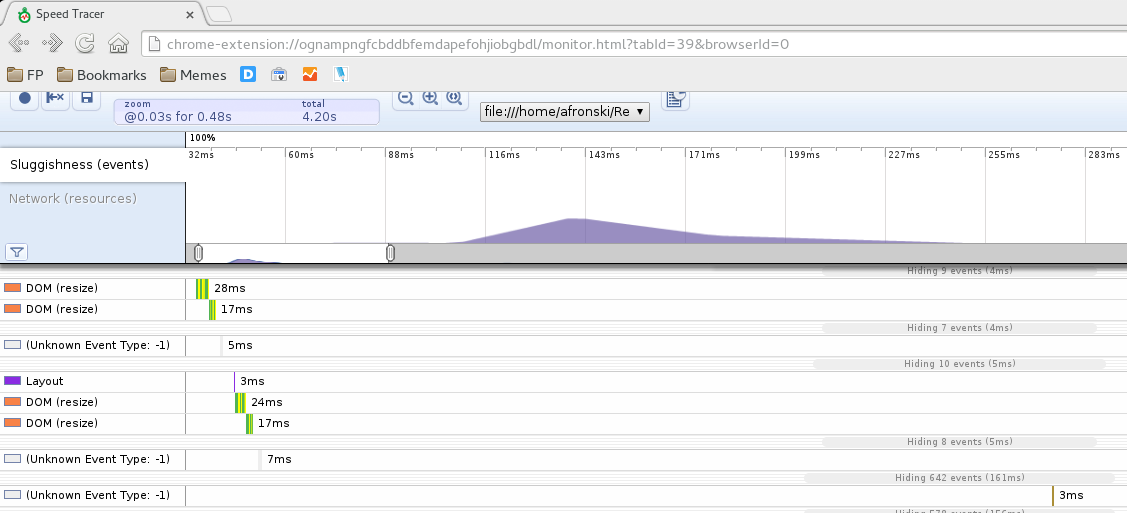 Speed Tracer
chrome-extension://ognampngfcbddbfemdapefohjiobgbdl/monitor.html?tabId=39&browserId=0
FP Bookmarks Memes
zoom total
@0.03s for 0.48s 4.20s
file:///home/afronski/Re
100%
32ms 60ms 88ms 116ms 143ms 171ms 199ms 227ms 255ms 283ms
Sluggishness (events)
Network (resources)
Hiding 9 events (4ms)
DOM (resize) 28ms
DOM (resize) 17ms
Hiding 7 events (4ms)
(Unknown Event Type: -1) 5ms
Hiding 10 events (5ms)
Layout 3ms
DOM (resize) 24ms
DOM (resize) 17ms
Hiding 8 events (5ms)
(Unknown Event Type: -1) 7ms
Hiding 642 events (161ms)
(Unknown Event Type: -1) 3ms
Hiding 578 events (156ms)